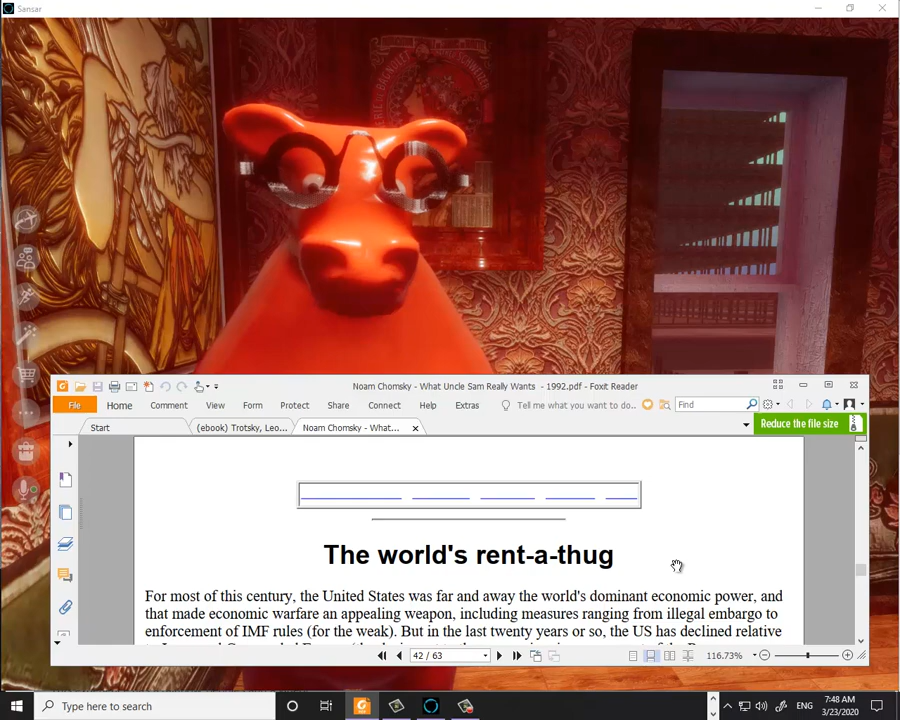 Sansar
Noam Chomsky - What Uncle Sam Really Wants - 1992.pdf - Foxit Reader
File Home Comment View Form Protect Share Connect Help Extras Tell me what you want to do.. Find
Start (ebook) Trotsky, Leo... Noam Chomsky - What... Reduce the file size
The world's rent-a-thug
For most of this century, the United States was far and away the world's dominant economic power, and
that made economic warfare an appealing weapon, including measures ranging from illegal embargo to
enforcement of IMF rules (for the weak). But in the last twenty years or so, the US has declined relative
42 / 63 116.73%
Type here to search ENG 7:48 AM
3/23/2020